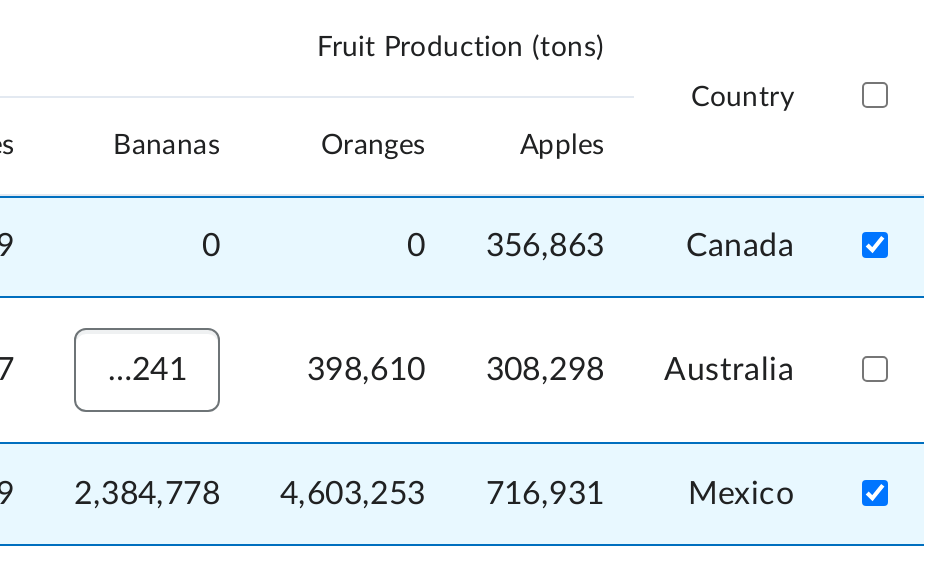 Fruit Production (tons)
Country
es Bananas Oranges Apples
9 0 0 356,863 Canada
7 ...241 398,610 308,298 Australia
9 2,384,778 4,603,253 716,931 Mexico